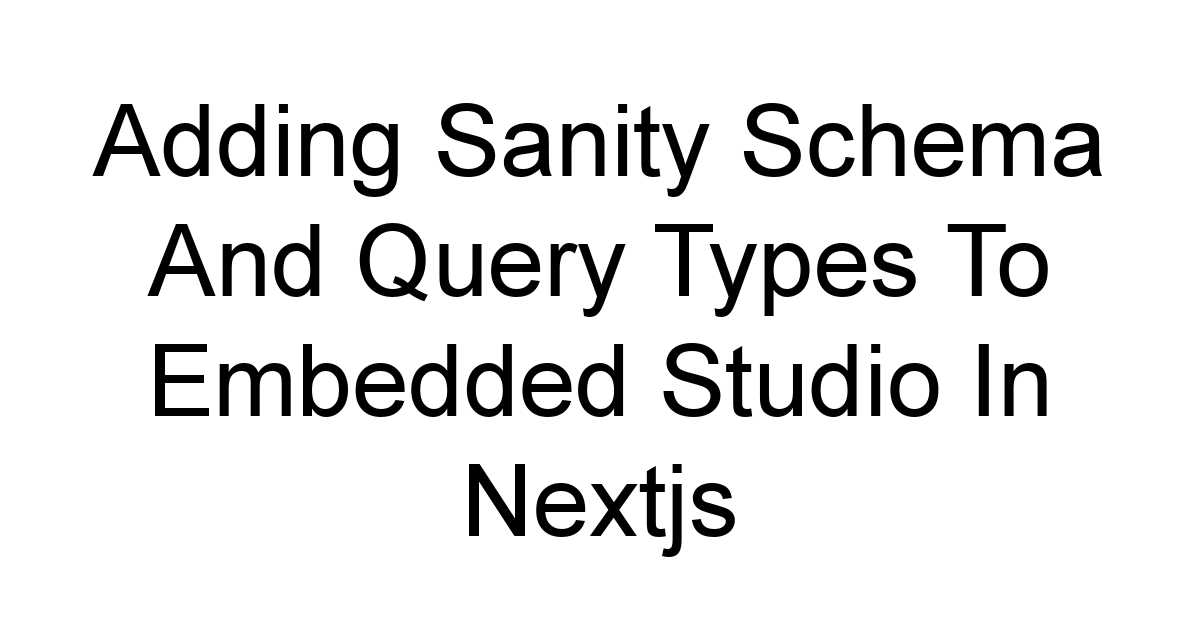 Adding Sanity Schema
And Query Types To
Embedded Studio In
Nextjs